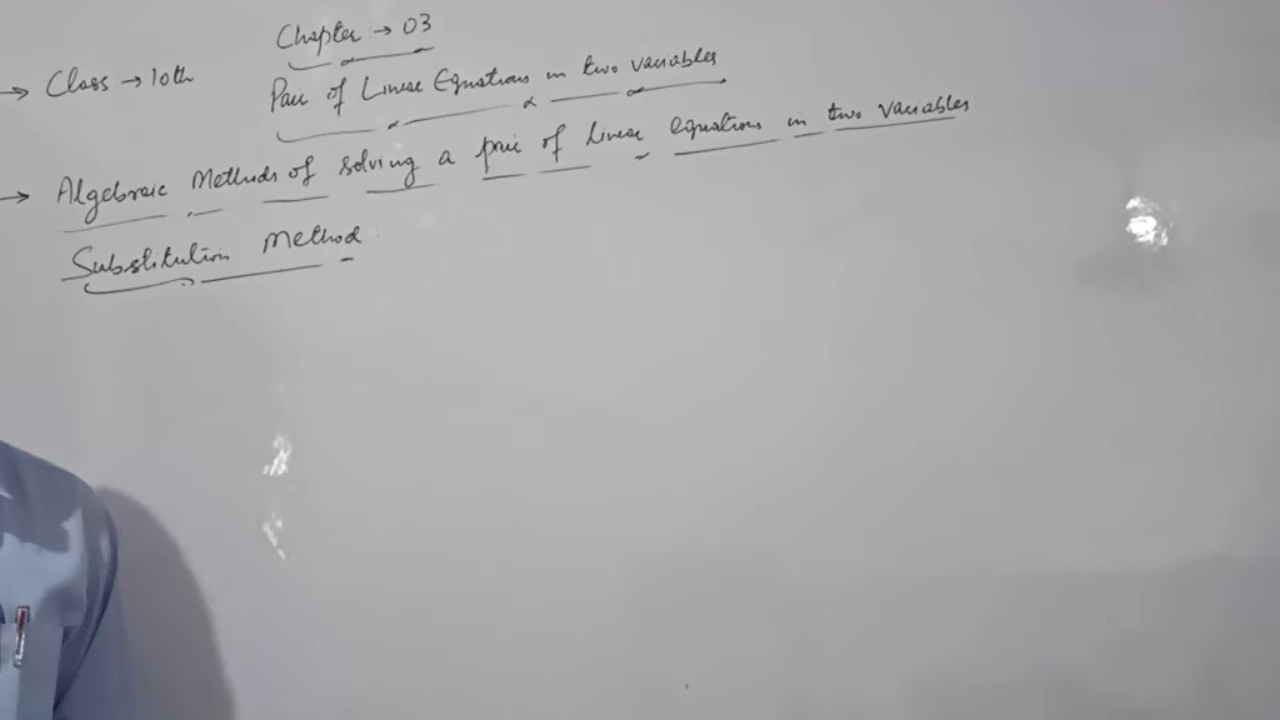 Chapter → 03
→ Class → 10th
Pair of Linear Equations in two variables
→ Algebraic Methods of solving a pair of linear equations in two variables
Substitution Method :